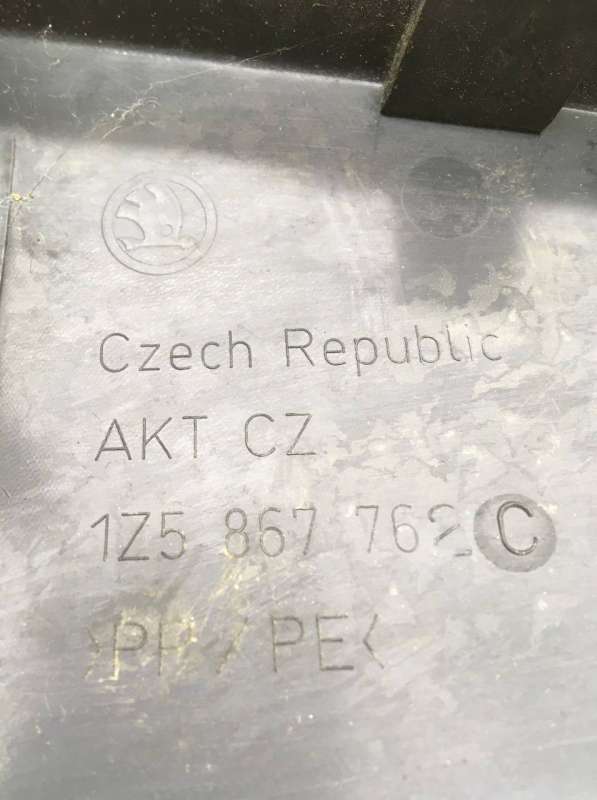 Czech Republic
AKT CZ
1Z5 867 762 C
>PP / PE<